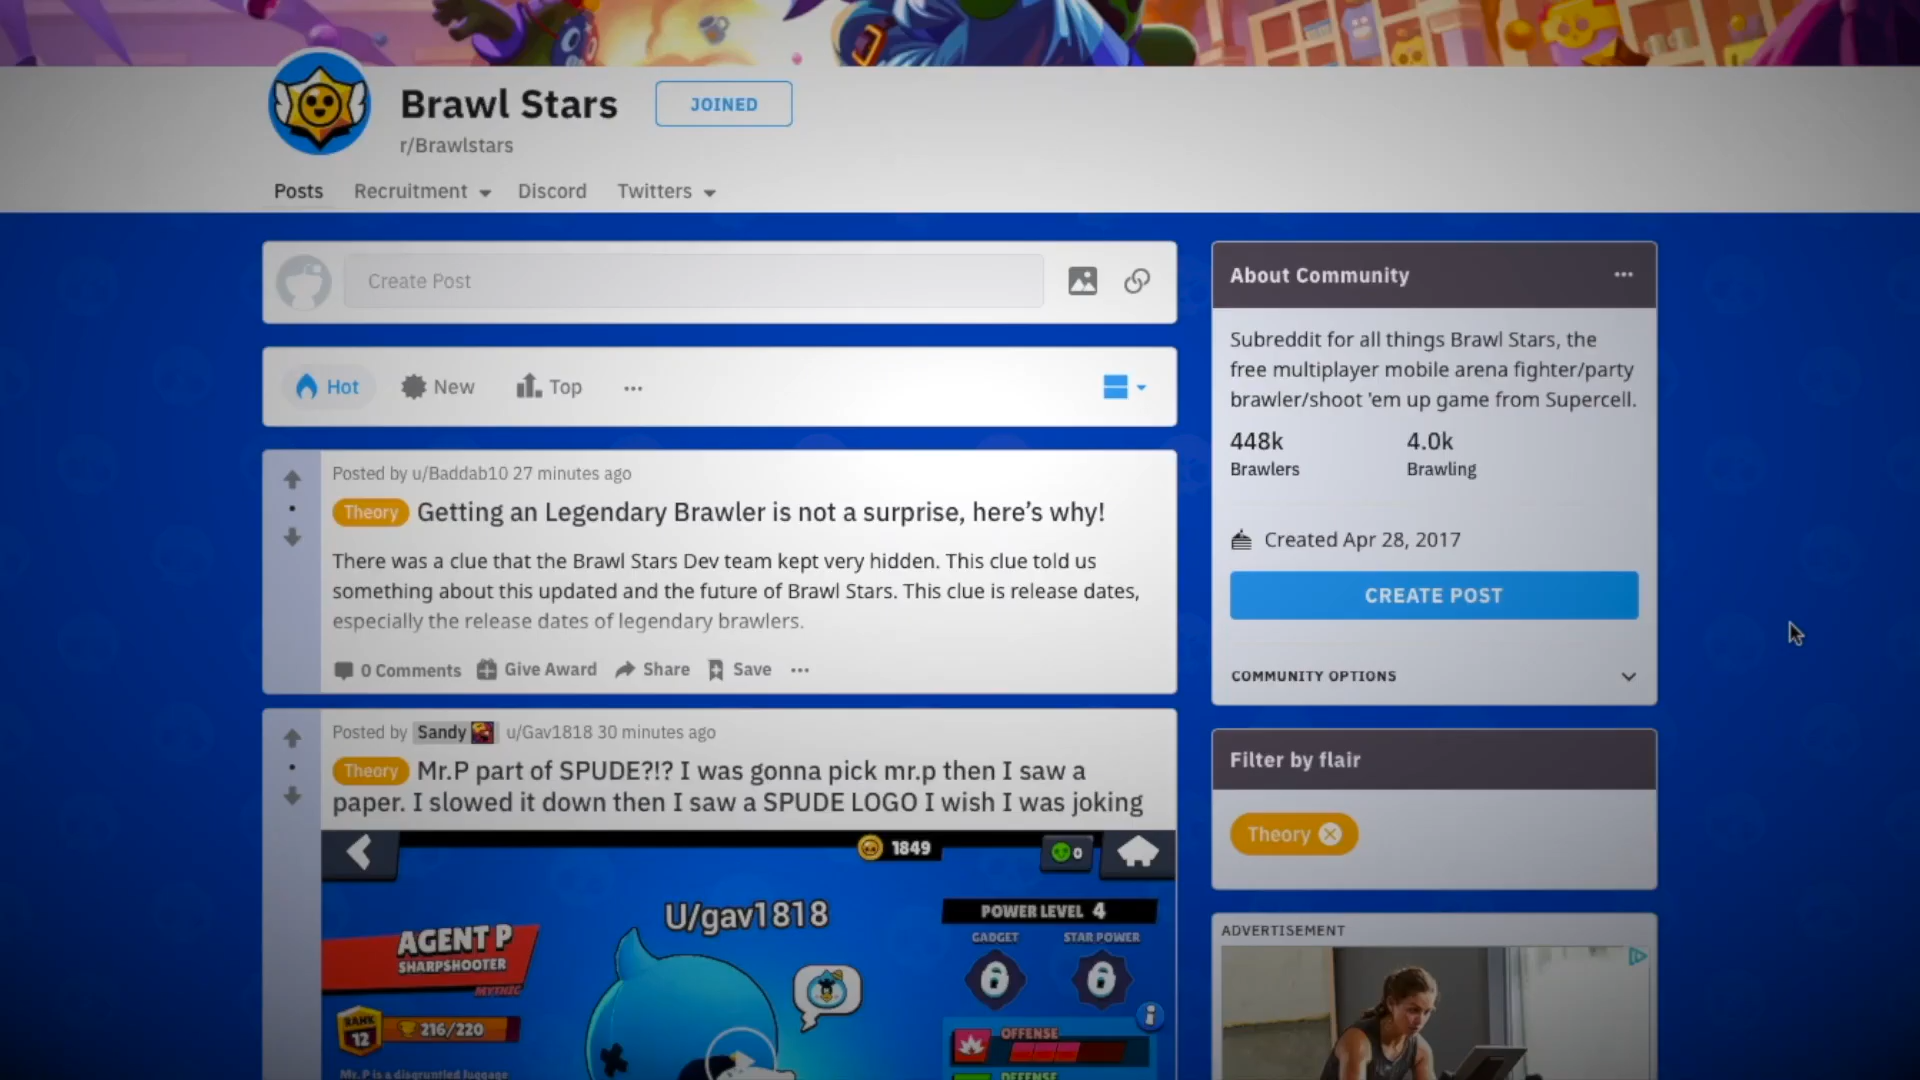 Brawl Stars
JOINED
r/Brawlstars
Posts
Recruitment
Discord
Twitters
Create Post
Hot
New
Top
Posted by u/Baddab10 27 minutes ago
Theory Getting an Legendary Brawler is not a surprise, here’s why!
There was a clue that the Brawl Stars Dev team kept very hidden. This clue told us
something about this updated and the future of Brawl Stars. This clue is release dates,
especially the release dates of legendary brawlers.
0 Comments
Give Award
Share
Save
Posted by Sandy u/Gav1818 30 minutes ago
Theory Mr.P part of SPUDE?!? I was gonna pick mr.p then I saw a
paper. I slowed it down then I saw a SPUDE LOGO I wish I was joking
1849
0
U/gav1818
AGENT P
SHARPSHOOTER
MYTHIC
RANK
12
216/220
Mr. P is a disgruntled luggage
POWER LEVEL 4
GADGET
STAR POWER
OFFENSE
DEFENSE
About Community
Subreddit for all things Brawl Stars, the
free multiplayer mobile arena fighter/party
brawler/shoot 'em up game from Supercell.
448k
Brawlers
4.0k
Brawling
Created Apr 28, 2017
CREATE POST
COMMUNITY OPTIONS
Filter by flair
Theory
ADVERTISEMENT